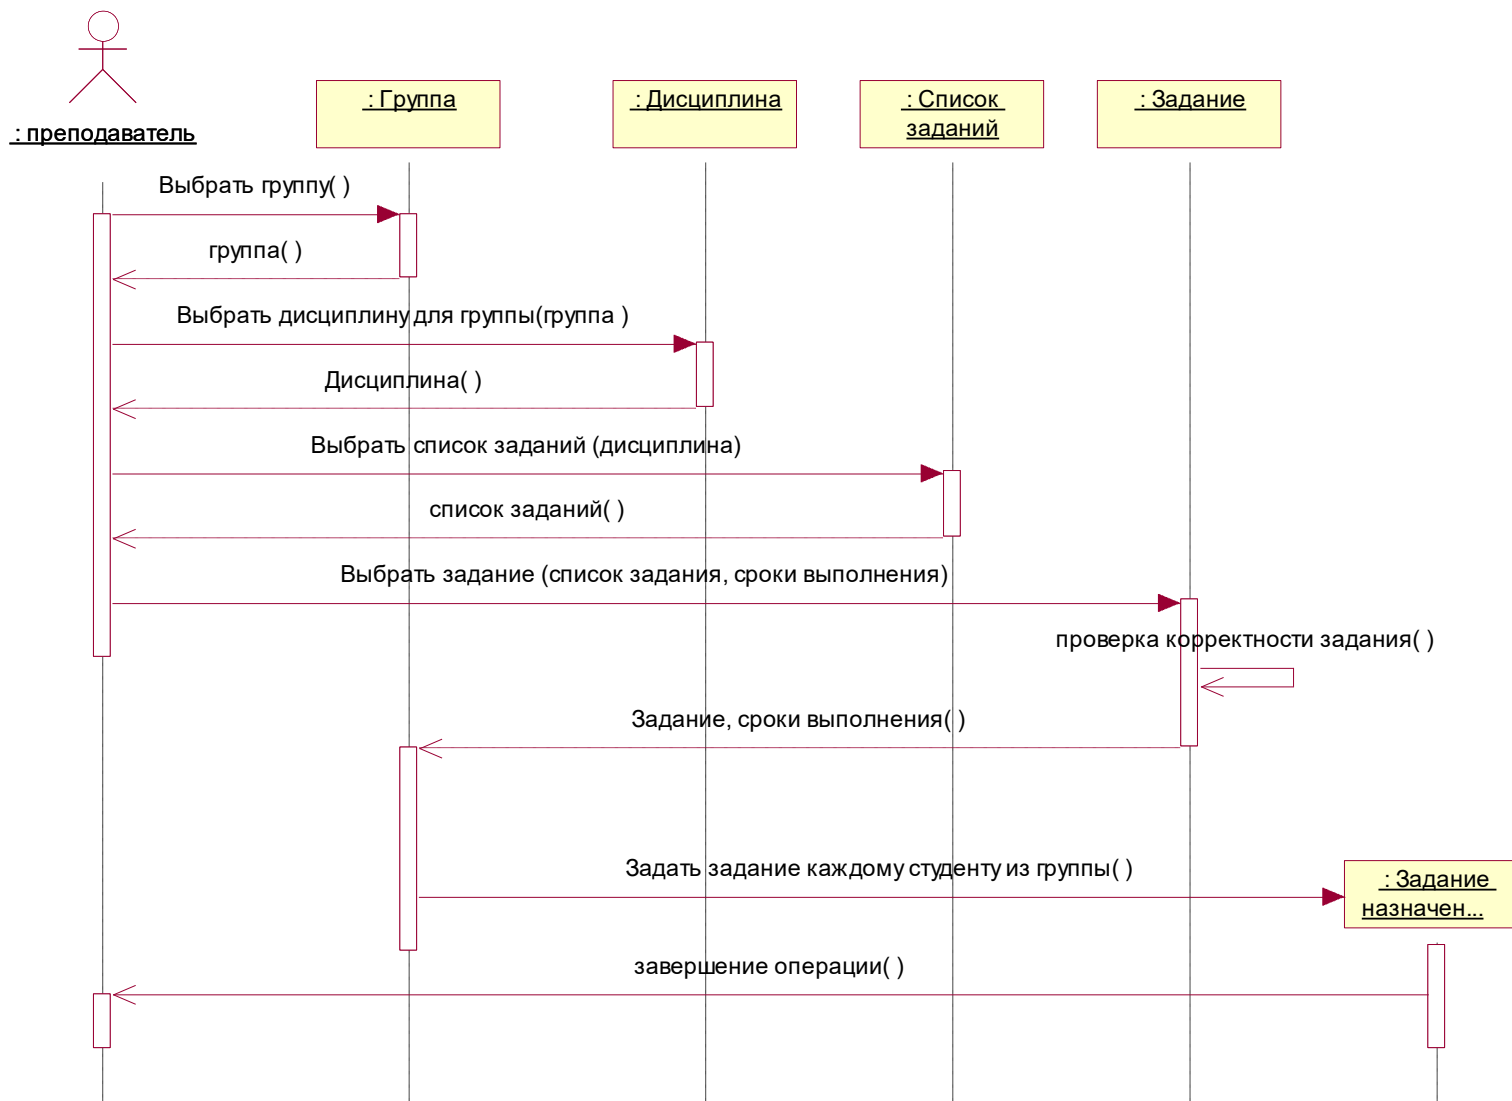 : преподаватель
: Группа
: Дисциплина
: Список
заданий
: Задание
Выбрать группу( )
группа( )
Выбрать дисциплину для группы(группа )
Дисциплина( )
Выбрать список заданий (дисциплина)
список заданий( )
Выбрать задание (список задания, сроки выполнения)
проверка корректности задания( )
Задание, сроки выполнения( )
Задать задание каждому студенту из группы( )
: Задание
назначен...
завершение операции( )